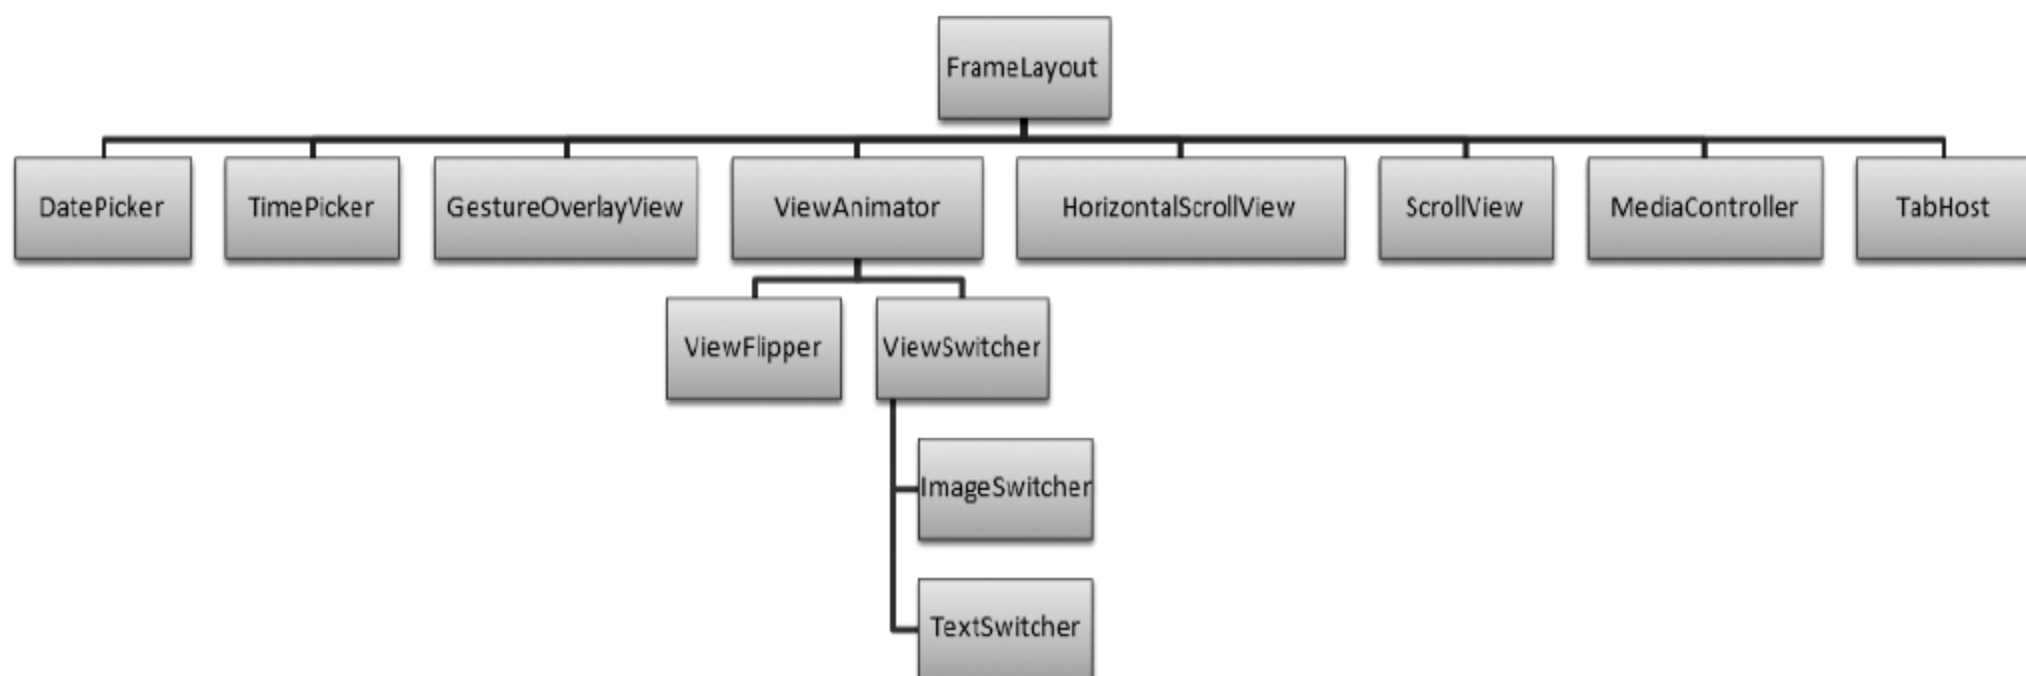 FrameLayout
DatePicker TimePicker GestureOverlayView ViewAnimator HorizontalScrollView ScrollView MediaController TabHost
ViewFlipper ViewSwitcher
ImageSwitcher
TextSwitcher